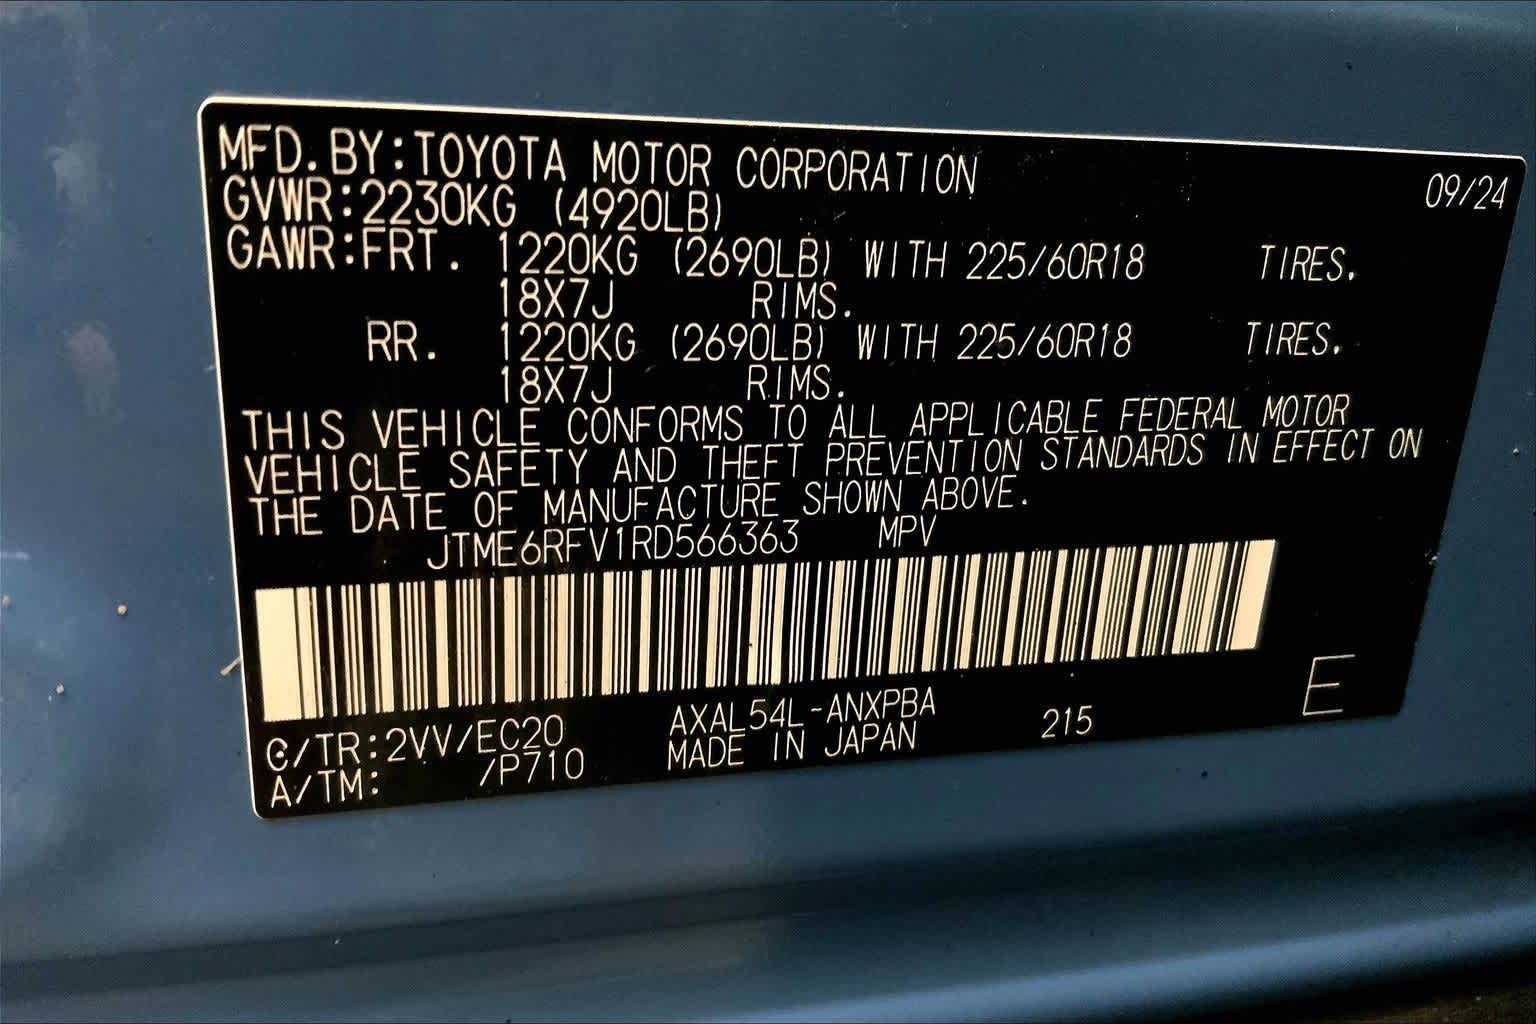 MFD.BY:TOYOTA MOTOR CORPORATION 09/24
GVWR:2230KG (4920LB)
GAWR:FRT. 1220KG (2690LB) WITH 225/60R18 TIRES.
18X7J RIMS.
RR. 1220KG (2690LB) WITH 225/60R18 TIRES.
18X7J RIMS.
THIS VEHICLE CONFORMS TO ALL APPLICABLE FEDERAL MOTOR
VEHICLE SAFETY AND THEFT PREVENTION STANDARDS IN EFFECT ON
THE DATE OF MANUFACTURE SHOWN ABOVE.
JTME6RFV1RD566363 MPV
E
C/TR:2VV/EC20 AXAL54L-ANXPBA 215
A/TM: /P710 MADE IN JAPAN